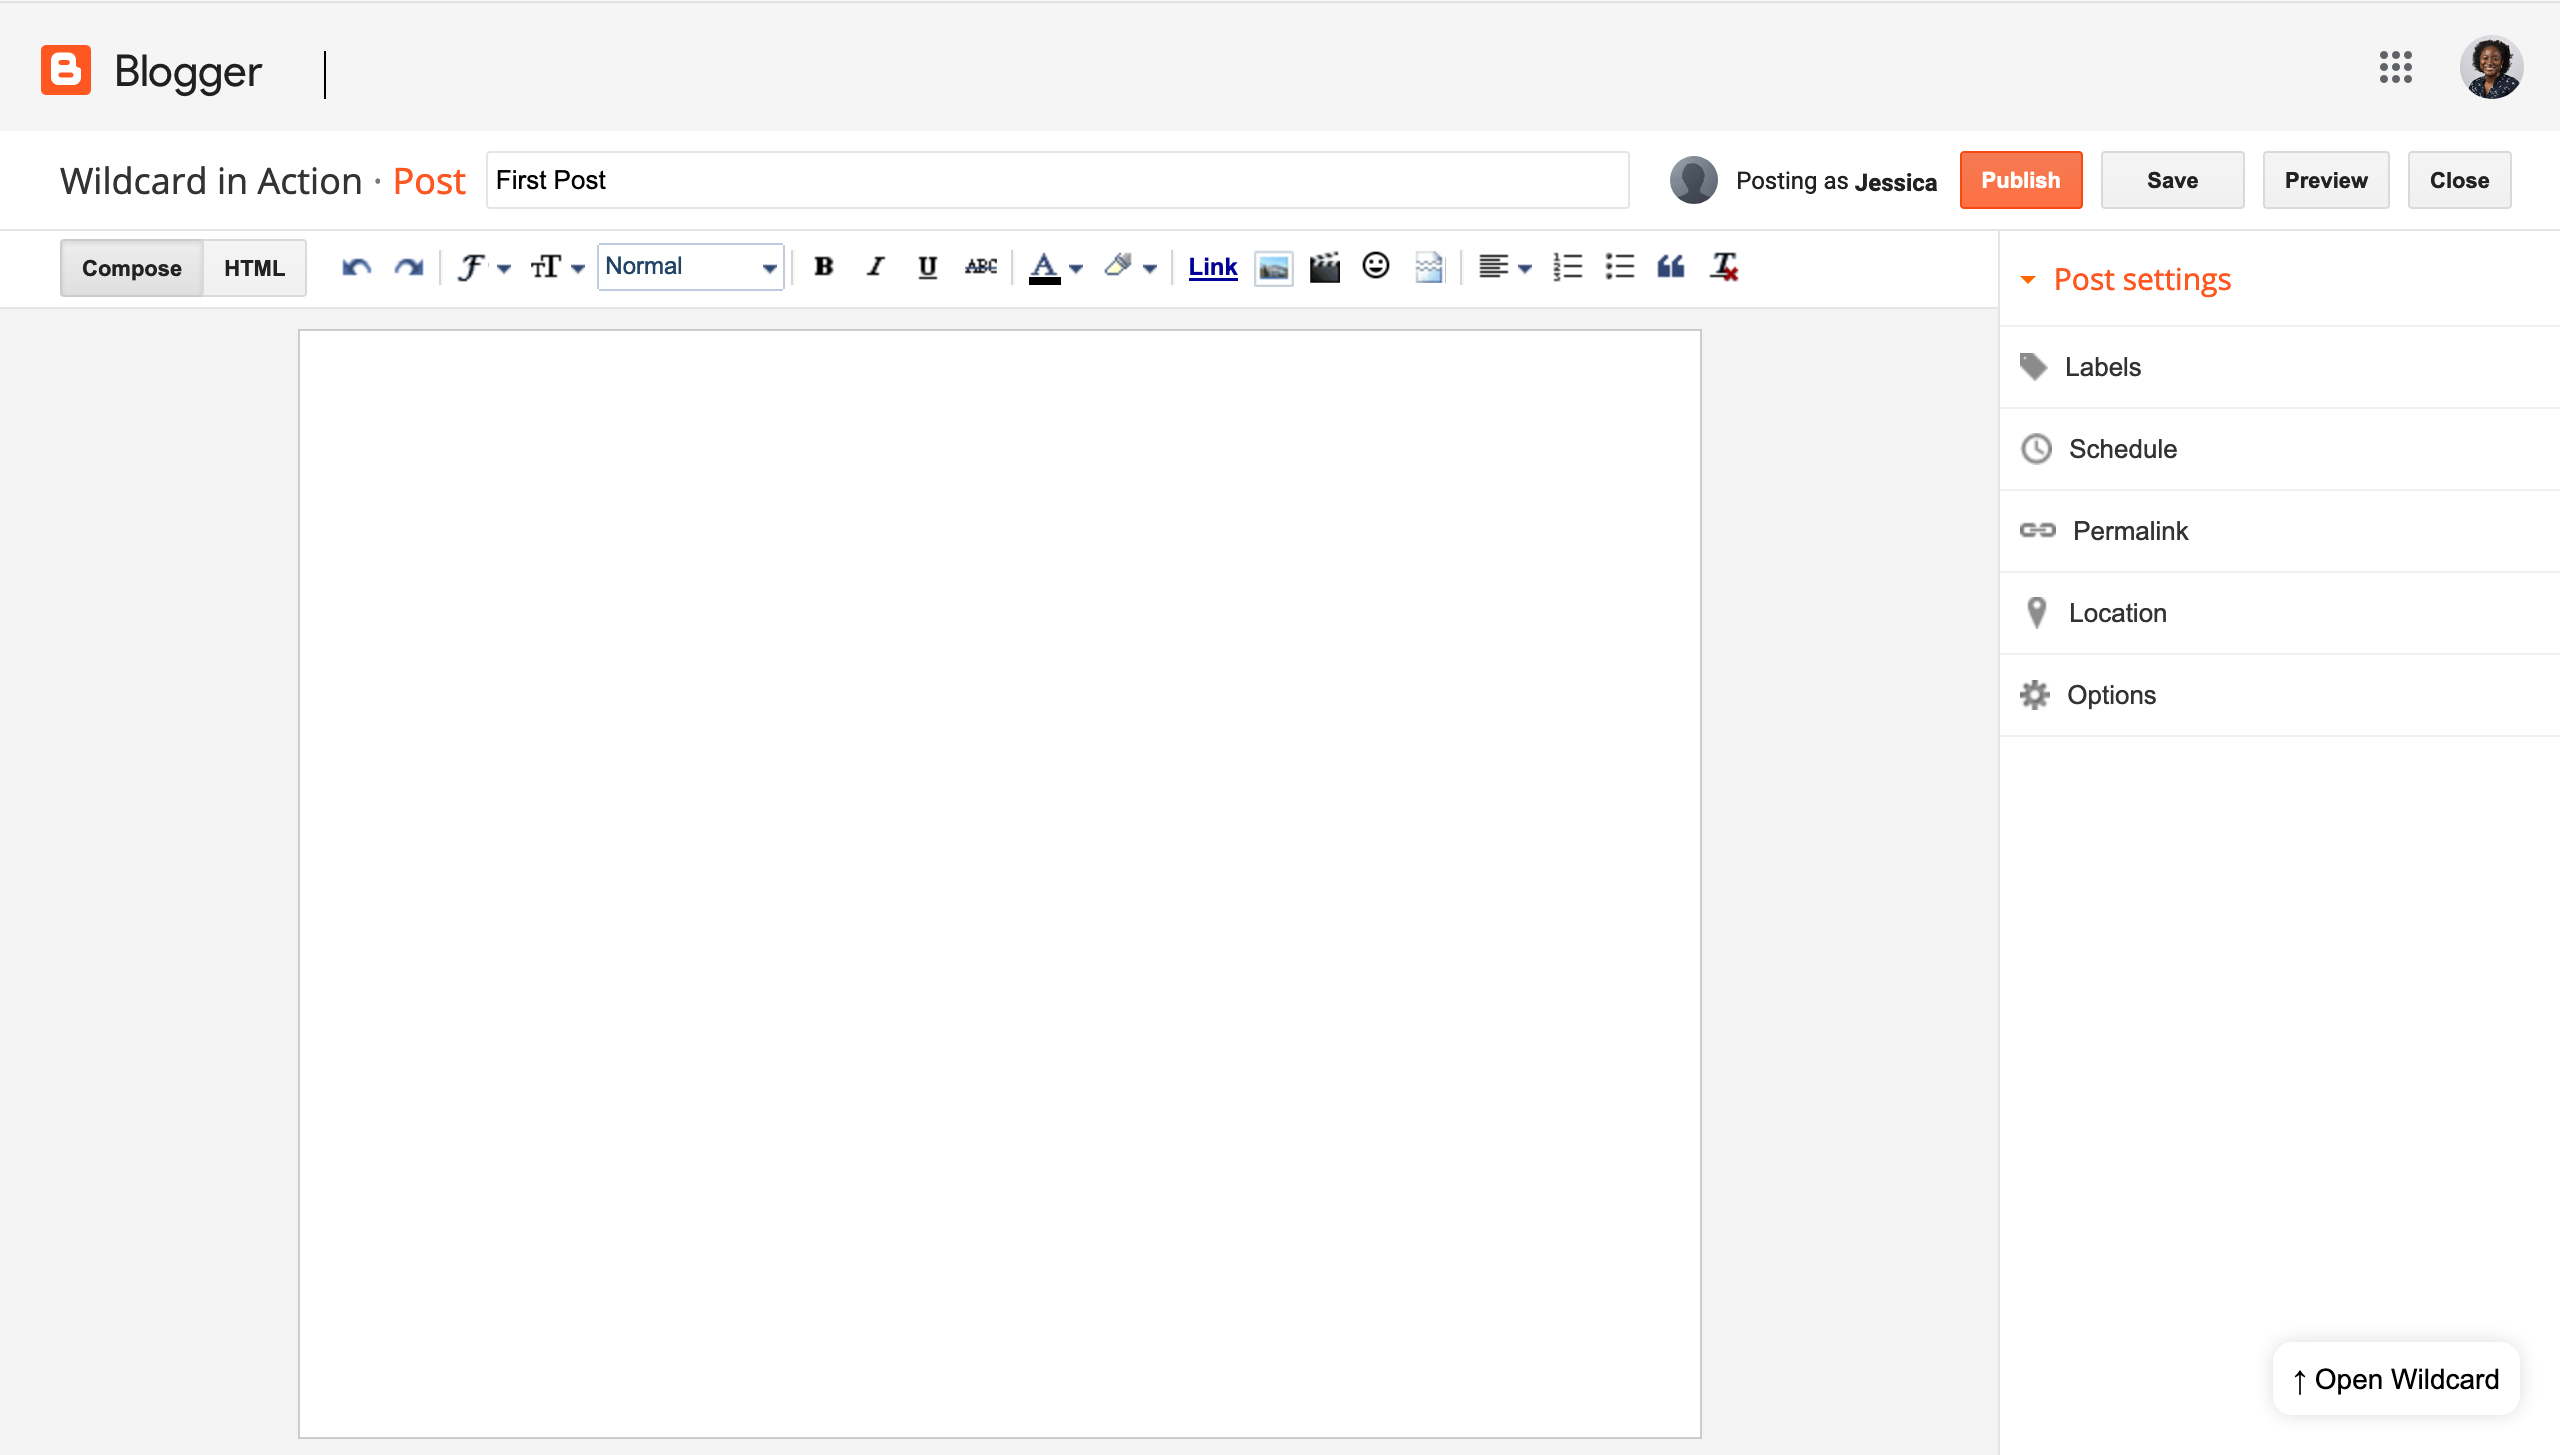 Blogger
Wildcard in Action · Post First Post Posting as Jessica Publish Save Preview Close
Compose HTML Normal B I U ABC A Link
Post settings
Labels
Schedule
Permalink
Location
Options
↑ Open Wildcard